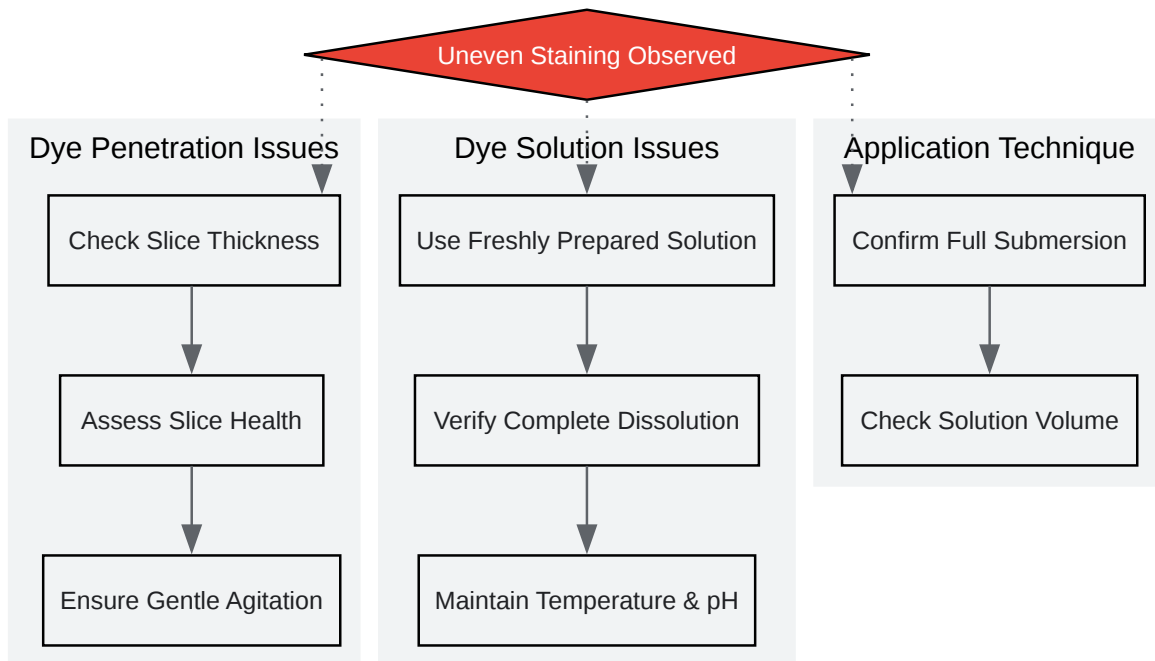 Uneven Staining Observed
Dye Penetration Issues
Check Slice Thickness
Assess Slice Health
Ensure Gentle Agitation
Dye Solution Issues
Use Freshly Prepared Solution
Verify Complete Dissolution
Maintain Temperature & pH
Application Technique
Confirm Full Submersion
Check Solution Volume